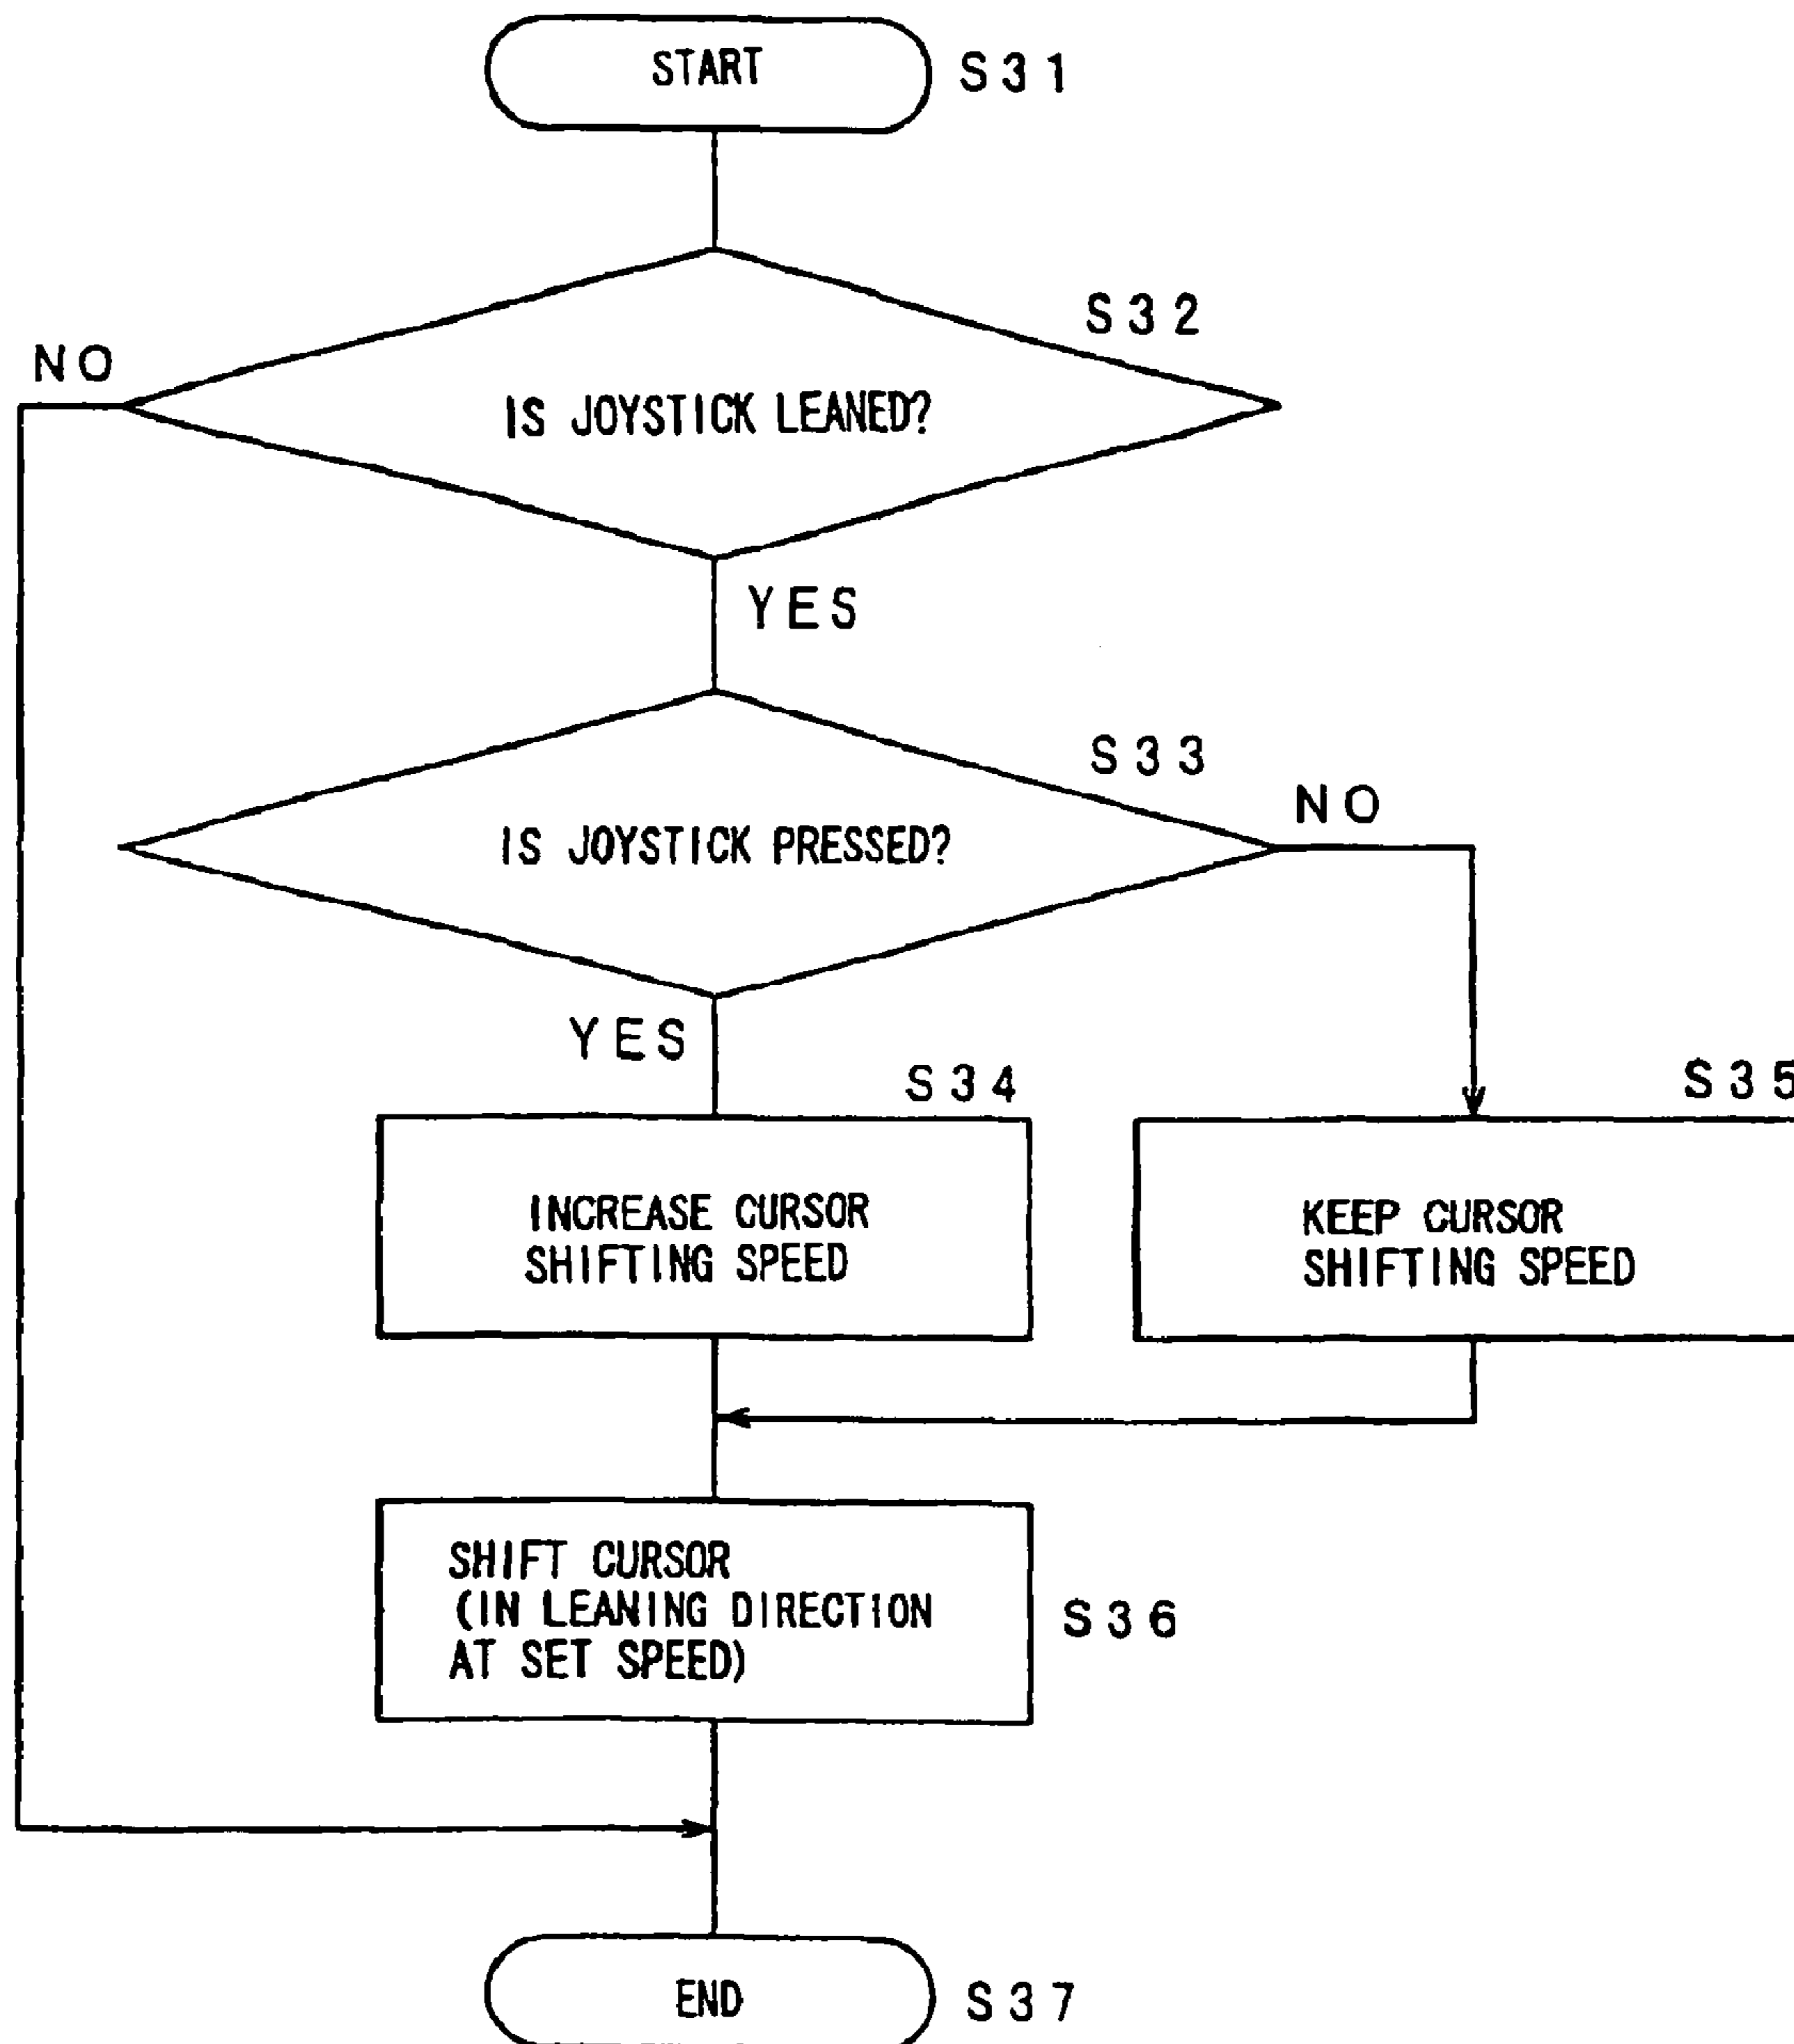 START
S31
S32
NO
IS JOYSTICK LEANED?
YES
S33
NO
IS JOYSTICK PRESSED?
YES
S34
S35
INCREASE CURSOR
SHIFTING SPEED
KEEP CURSOR
SHIFTING SPEED
SHIFT CURSOR
(IN LEANING DIRECTION
AT SET SPEED)
S36
END
S37